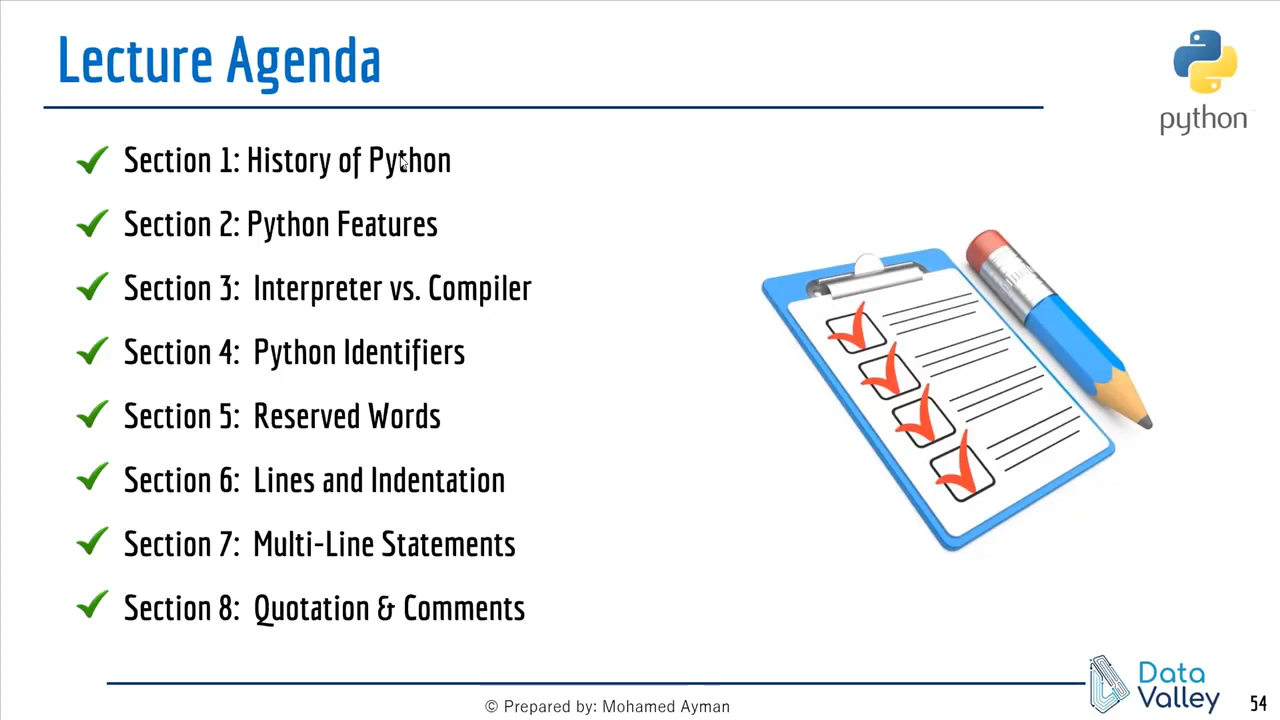 Lecture Agenda
python
Section 1: History of Python
Section 2: Python Features
Section 3: Interpreter vs. Compiler
Section 4: Python Identifiers
Section 5: Reserved Words
Section 6: Lines and Indentation
Section 7: Multi-Line Statements
Section 8: Quotation & Comments
© Prepared by: Mohamed Ayman
Data
Valley
54